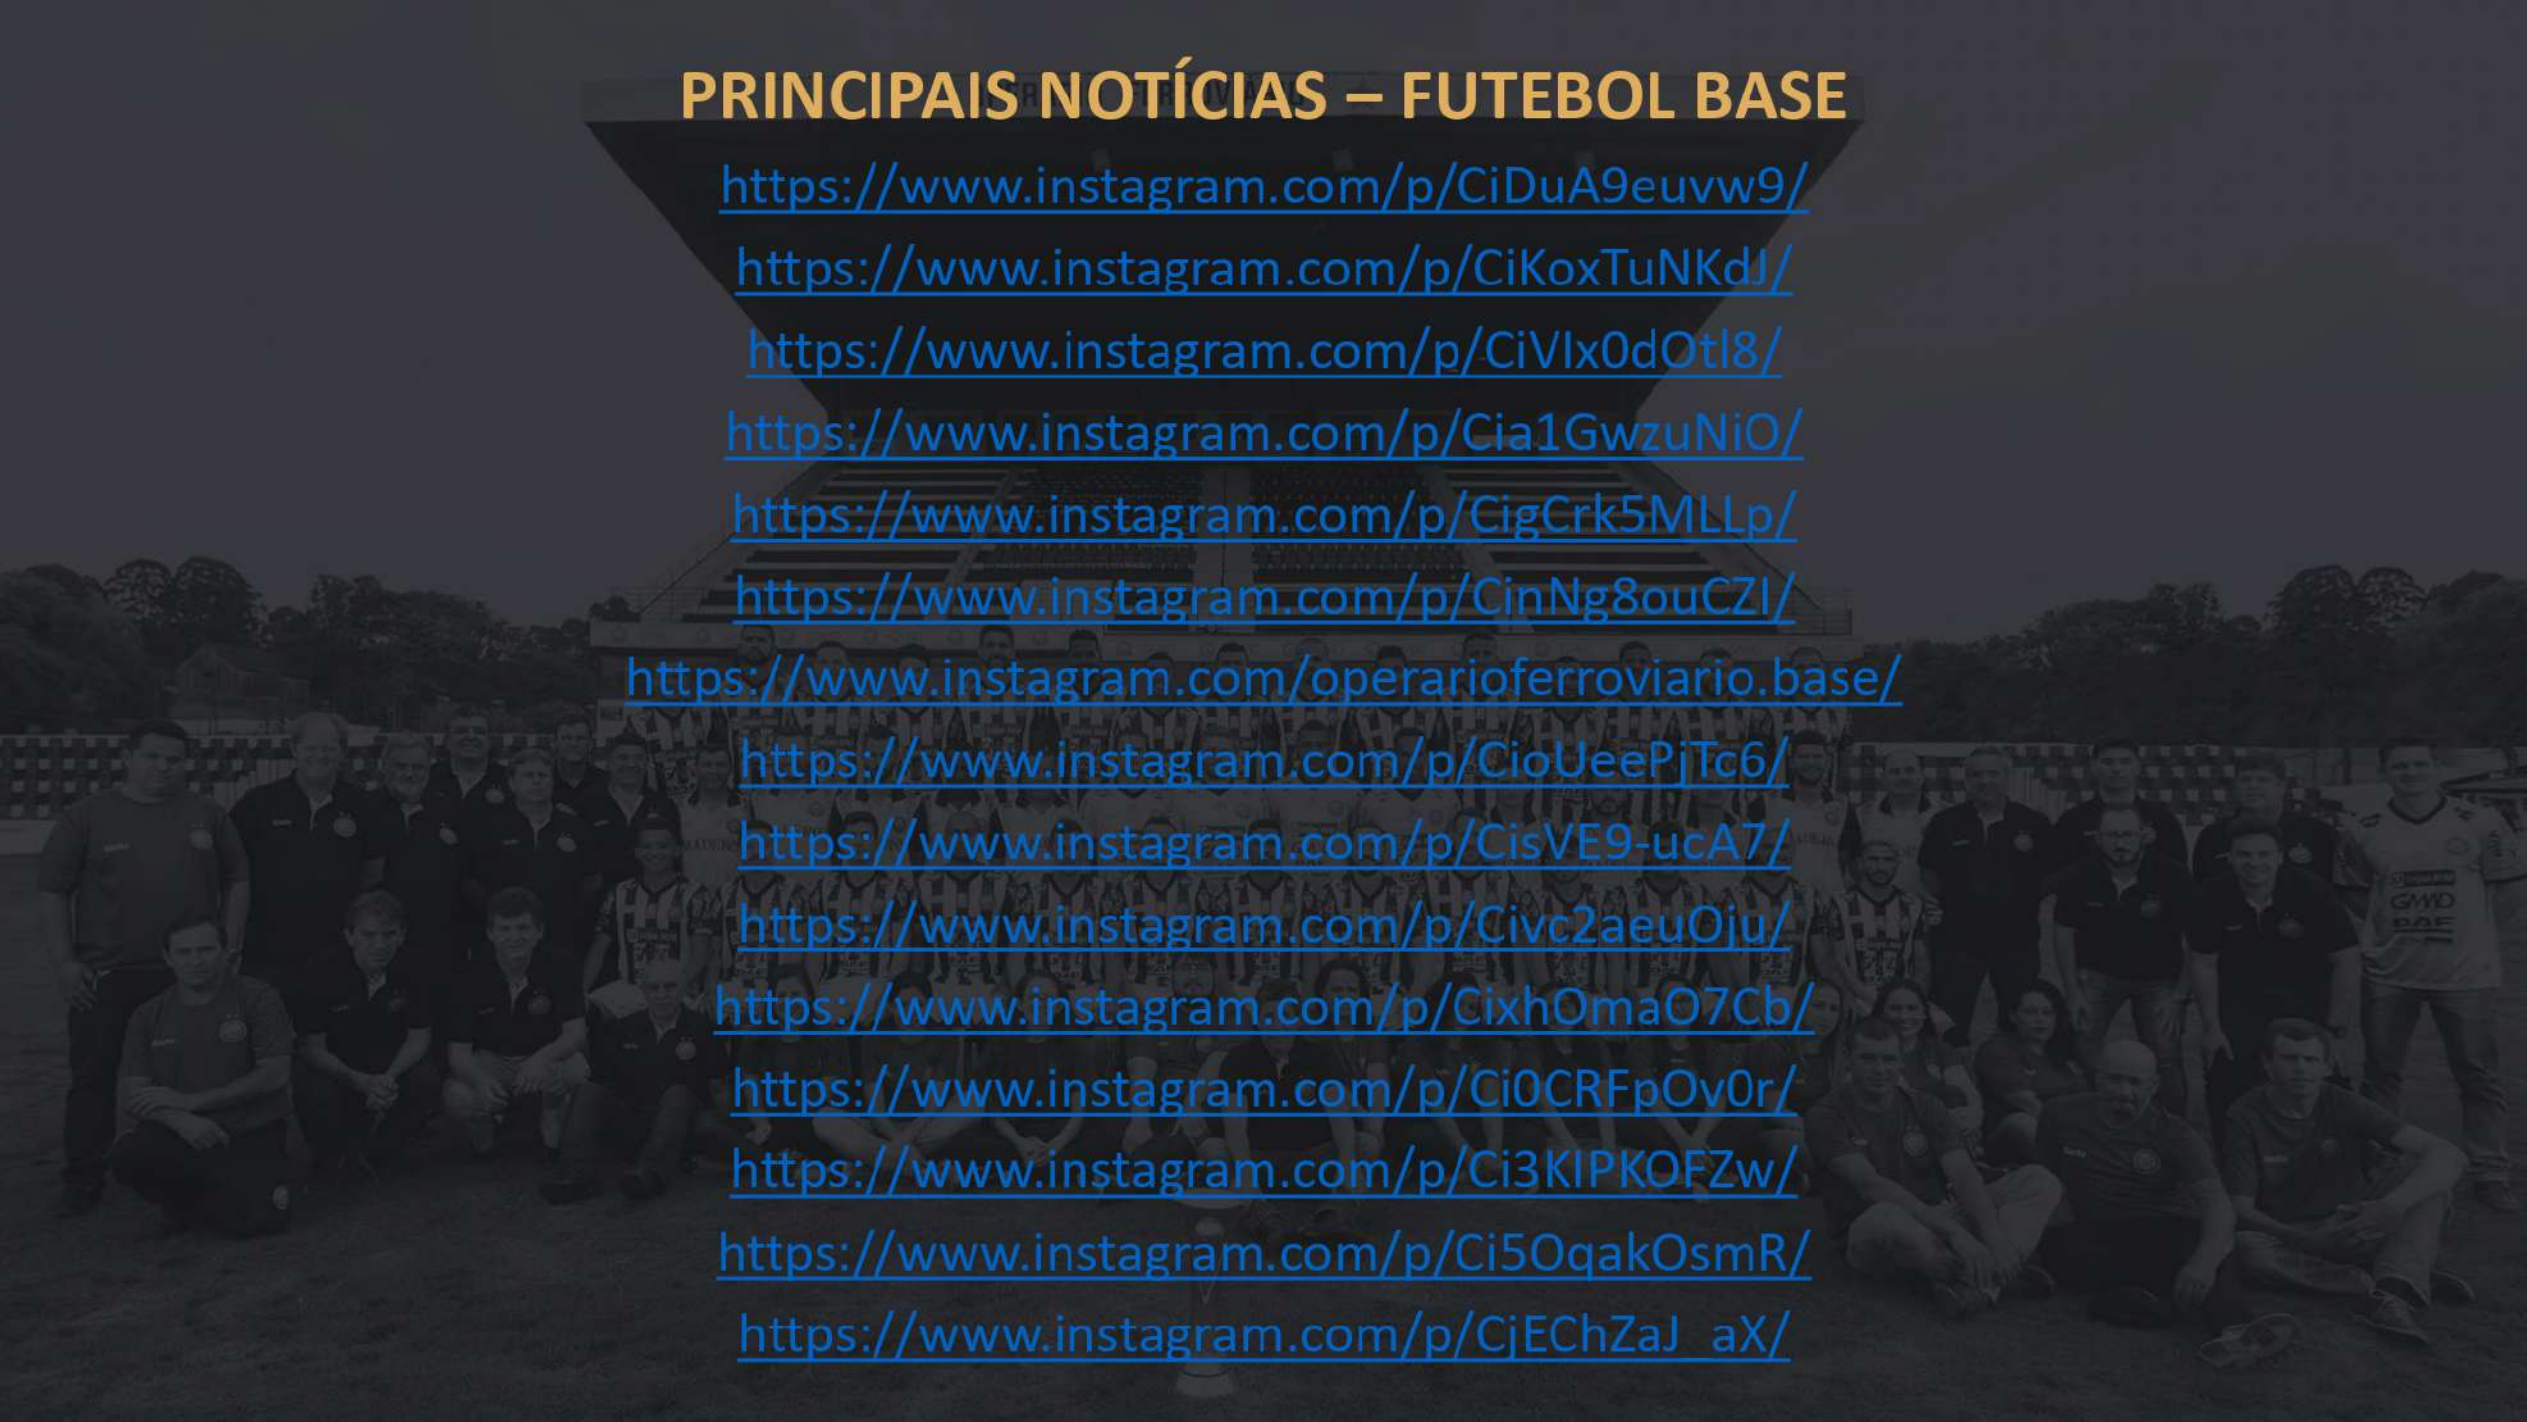 PRINCIPAIS NOTÍCIAS – FUTEBOL BASE
https://www.instagram.com/p/CiDuA9euvw9/
https://www.instagram.com/p/CiKoxTuNKdJ/
https://www.instagram.com/p/CiVIx0dOtl8/
https://www.instagram.com/p/Cia1GwzuNiO/
https://www.instagram.com/p/CigCrk5MLLp/
https://www.instagram.com/p/CinNg8ouCZI/
https://www.instagram.com/operarioferroviario.base/
https://www.instagram.com/p/CioUeePjTc6/
https://www.instagram.com/p/CisVE9-ucA7/
https://www.instagram.com/p/Civc2aeuOju/
https://www.instagram.com/p/CixhOmaO7Cb/
https://www.instagram.com/p/Ci0CRFpOv0r/
https://www.instagram.com/p/Ci3KIPKOFZw/
https://www.instagram.com/p/Ci5OqakOsmR/
https://www.instagram.com/p/CjEChZaJ_aX/